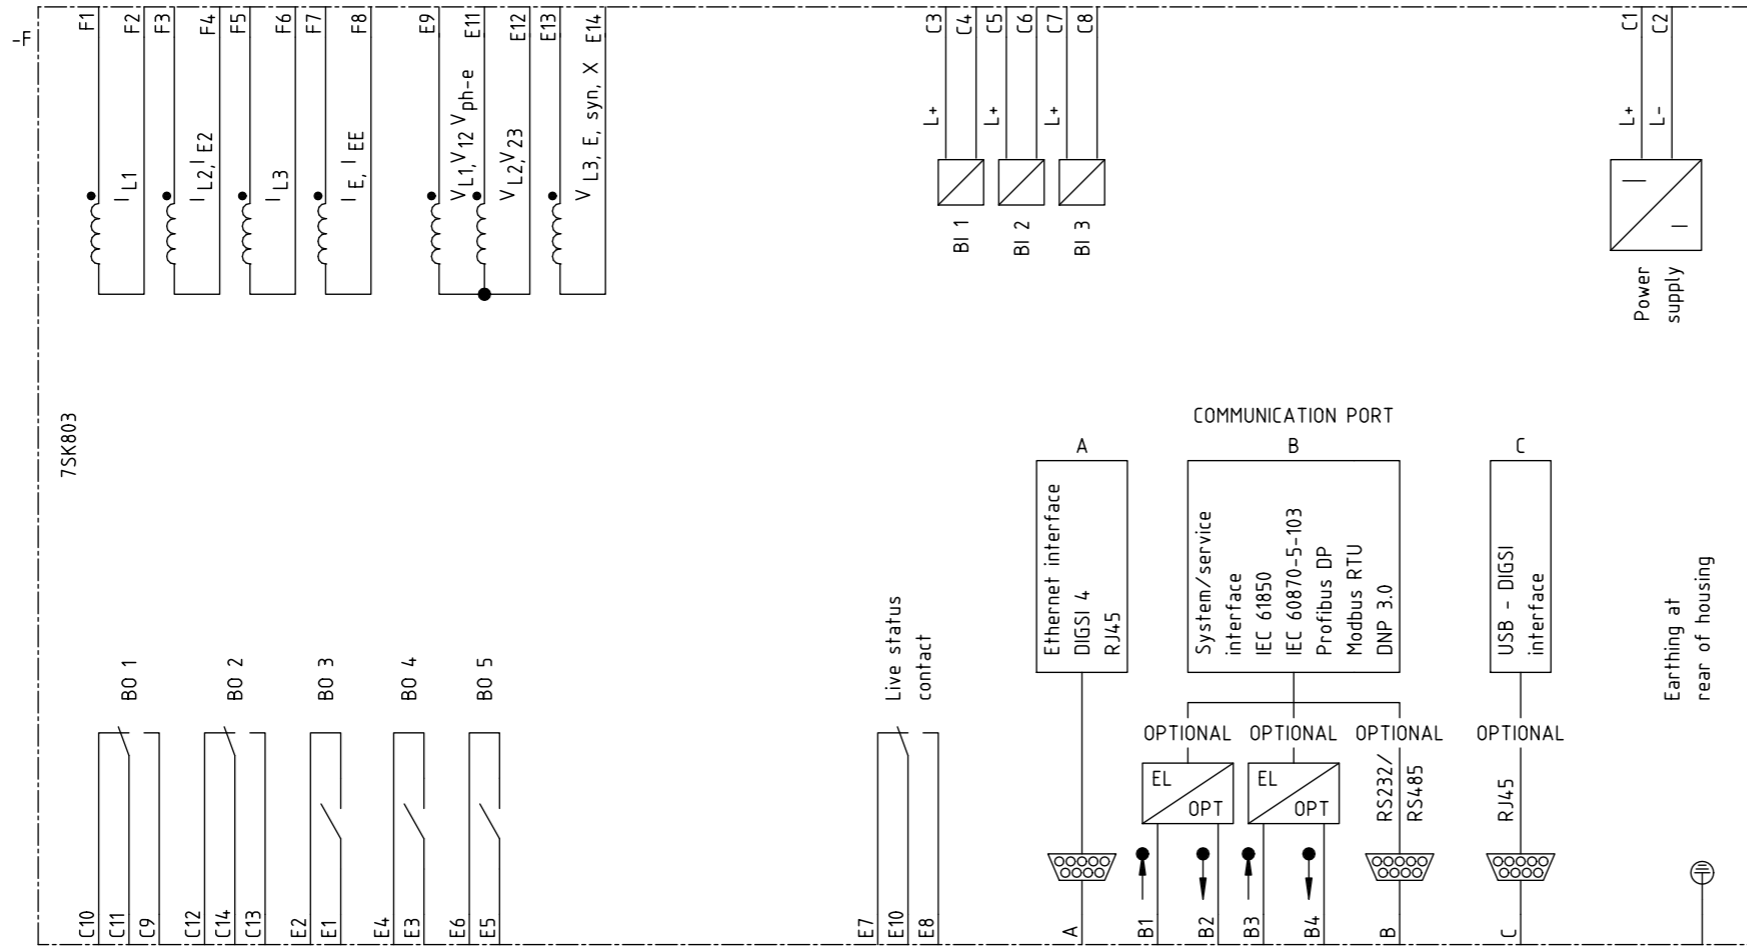 -F
F1
F2
F3
F4
F5
F6
F7
F8
E9
E11
E12
E13
E14
C3
C4
C5
C6
C7
C8
C1
C2
I L1
I L2, I E2
I L3
I E, I EE
V L1, V 12 V ph-e
V L2, V 23
V L3, E, syn, X
L+
L+
L+
L+
L-
BI 1
BI 2
BI 3
Power
supply
7SK803
COMMUNICATION PORT
A
B
C
Ethernet interface
DIGSI 4
RJ45
System/service
interface
IEC 61850
IEC 60870-5-103
Profibus DP
Modbus RTU
DNP 3.0
USB - DIGSI
interface
Earthing at
rear of housing
BO 1
BO 2
BO 3
BO 4
BO 5
Live status
contact
OPTIONAL
OPTIONAL
OPTIONAL
OPTIONAL
EL
OPT
EL
OPT
RS232/
RS485
RJ45
C10
C11
C9
C12
C14
C13
E2
E1
E4
E3
E6
E5
E7
E10
E8
A
B1
B2
B3
B4
B
C